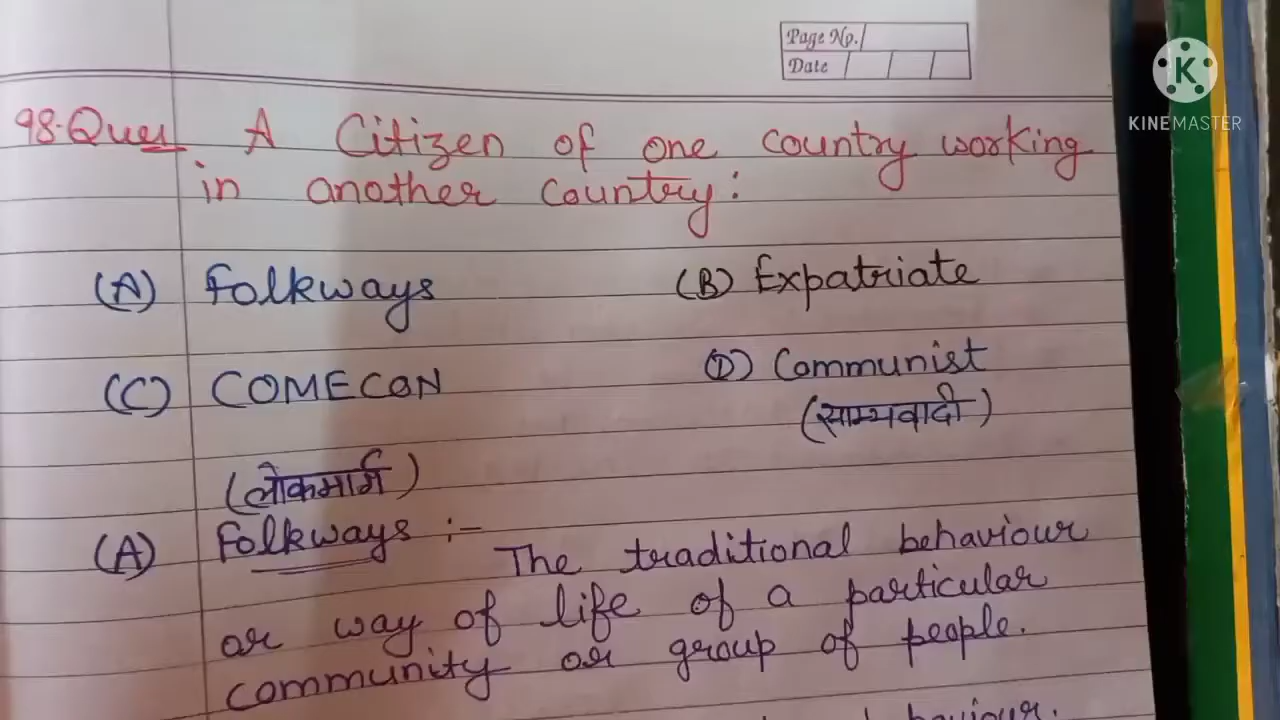 Page No.
Date
K
KINEMASTER
98. Ques A Citizen of one country working
in another country:
(A) Folkways (B) Expatriate
(C) COMECON (D) Communist
(साम्यवादी)
(लोकमार्ग)
(A) Folkways :-
The traditional behaviour
or way of life of a particular
community or group of people.